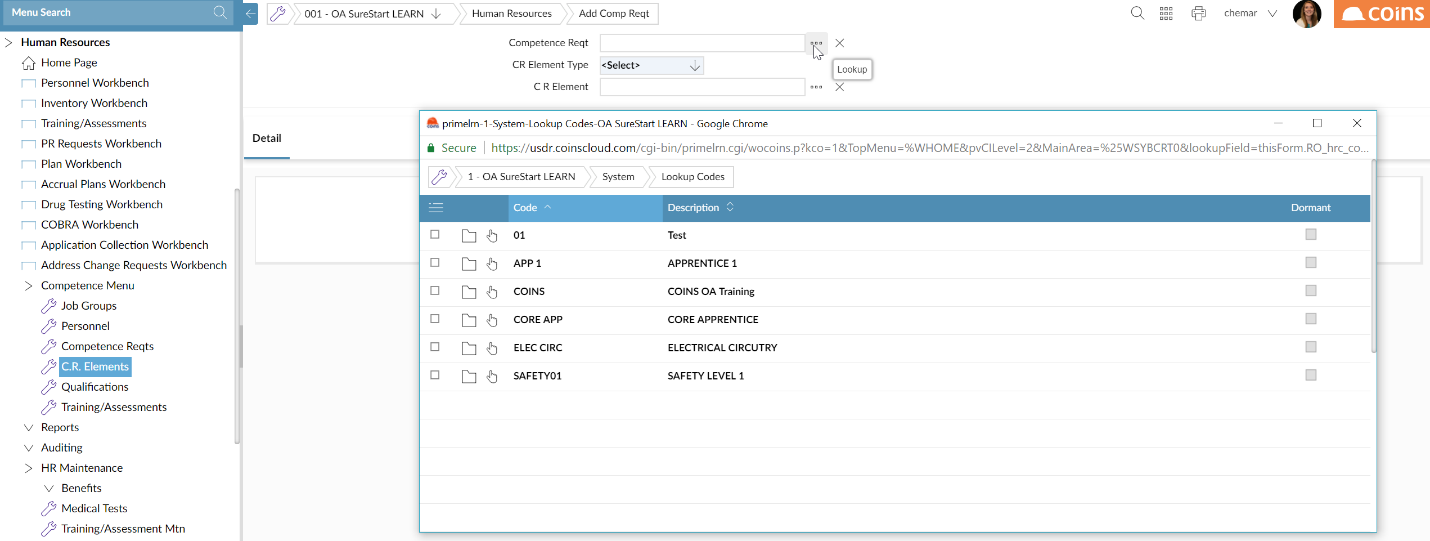 Menu Search
001 - OA SureStart LEARN
Human Resources
Add Comp Reqt
chemar
COINS
Human Resources
Home Page
Personnel Workbench
Inventory Workbench
Training/Assessments
PR Requests Workbench
Plan Workbench
Accrual Plans Workbench
Drug Testing Workbench
COBRA Workbench
Application Collection Workbench
Address Change Requests Workbench
Competence Menu
Job Groups
Personnel
Competence Reqts
C.R. Elements
Qualifications
Training/Assessments
Reports
Auditing
HR Maintenance
Benefits
Medical Tests
Training/Assessment Mtn
Competence Reqt
CR Element Type <Select>
Lookup
C R Element
Detail
primelrn-1-System-Lookup Codes-OA SureStart LEARN - Google Chrome
Secure https://usdr.coinscloud.com/cgi-bin/primelrn.cgi/wocoins.p?kco=1&TopMenu=%WHOME&pvCILevel=2&MainArea=%25WSYBCRT0&lookupField=thisForm.RO_hrc_co...
1 - OA SureStart LEARN
System
Lookup Codes
Code Description Dormant
01 Test
APP 1 APPRENTICE 1
COINS COINS OA Training
CORE APP CORE APPRENTICE
ELEC CIRC ELECTRICAL CIRCUTRY
SAFETY01 SAFETY LEVEL 1